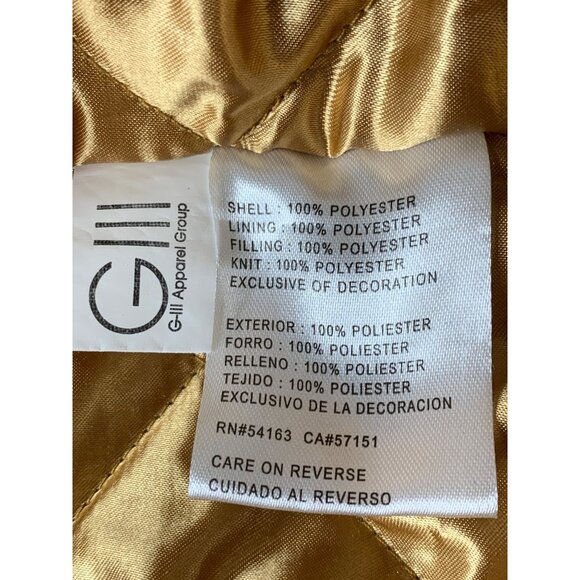 GIII
G-III Apparel Group
SHELL : 100% POLYESTER
LINING : 100% POLYESTER
FILLING : 100% POLYESTER
KNIT : 100% POLYESTER
EXCLUSIVE OF DECORATION
EXTERIOR : 100% POLIESTER
FORRO : 100% POLIESTER
RELLENO : 100% POLIESTER
TEJIDO : 100% POLIESTER
EXCLUSIVO DE LA DECORACION
RN#54163 CA#57151
CARE ON REVERSE
CUIDADO AL REVERSO